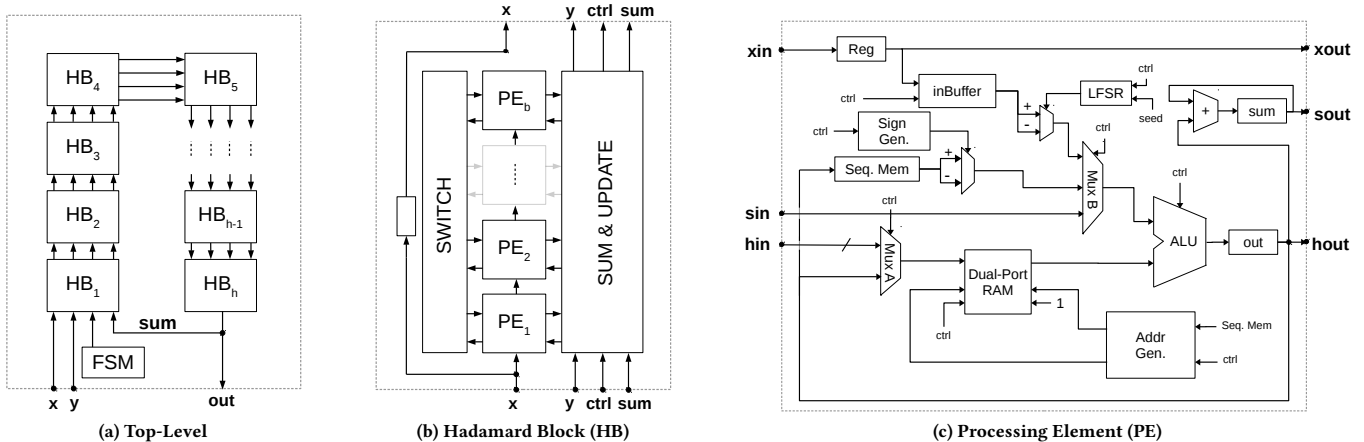 HB4
HB5
HB3
HB2
HBh-1
HB1
HBh
sum
FSM
x y
out
(a) Top-Level
x
y ctrl sum
SWITCH
PEb
PE2
PE1
SUM & UPDATE
x
y ctrl sum
(b) Hadamard Block (HB)
xin
Reg
xout
ctrl
inBuffer
+
-
LFSR
ctrl
seed
+
sum
sout
ctrl
Sign
Gen.
ctrl
Seq. Mem
+
-
Mux B
sin
ctrl
ctrl
hin
Mux A
ALU
out
hout
Dual-Port
RAM
1
ctrl
Addr
Gen.
Seq. Mem
ctrl
(c) Processing Element (PE)